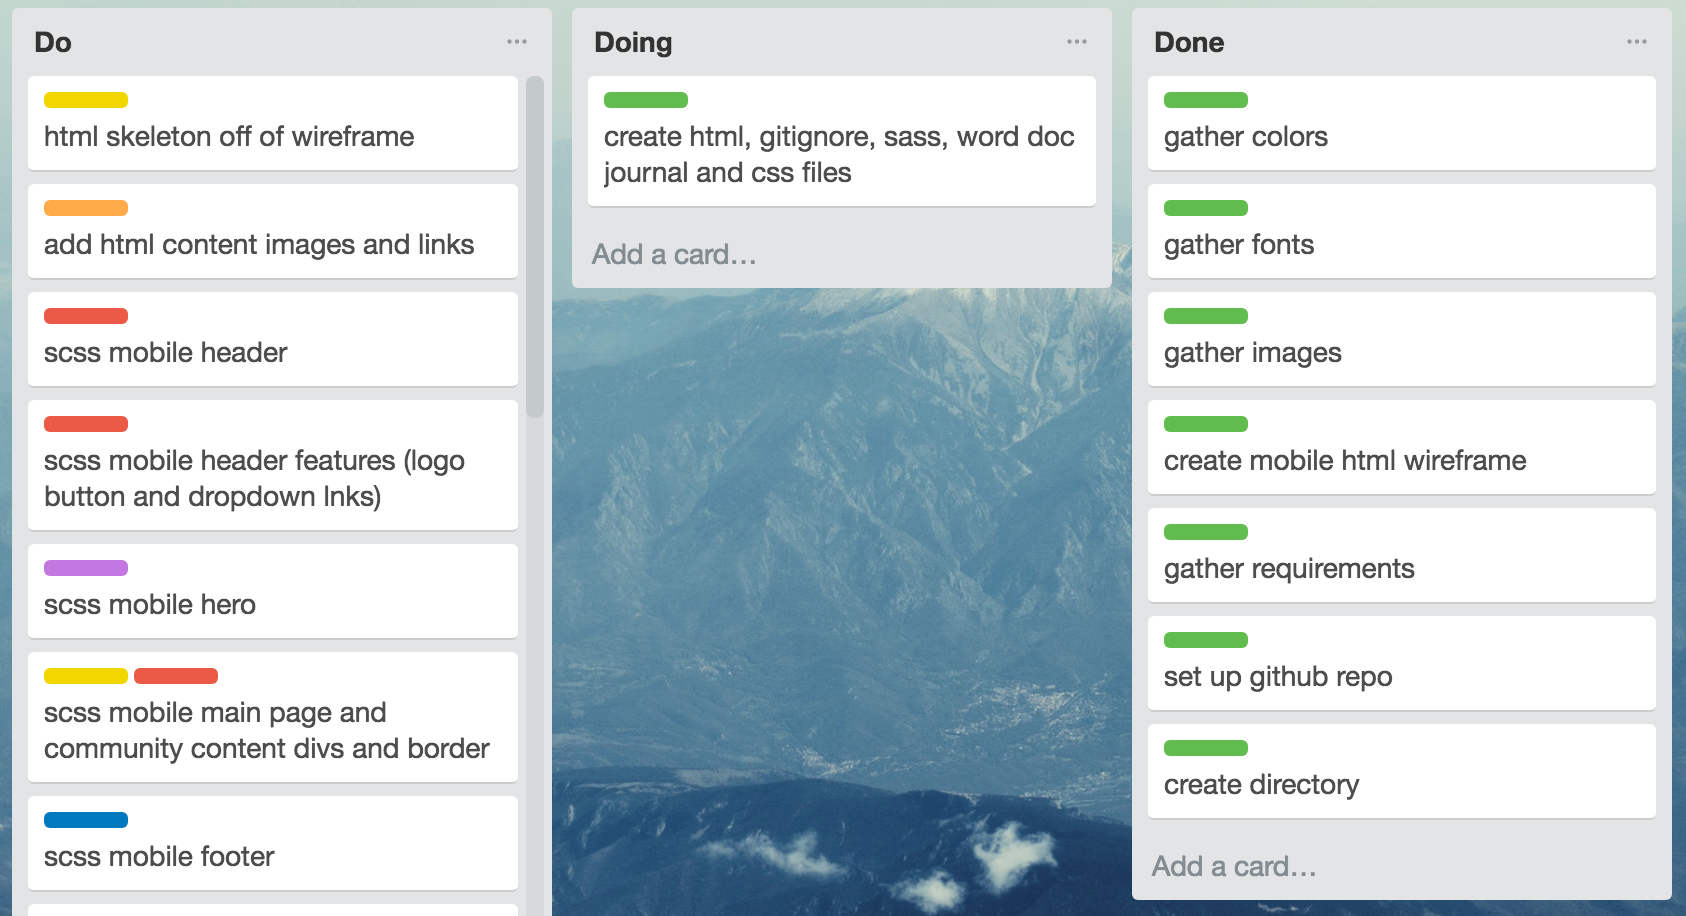 Do
html skeleton off of wireframe
add html content images and links
scss mobile header
scss mobile header features (logo
button and dropdown lnks)
scss mobile hero
scss mobile main page and
community content divs and border
scss mobile footer
Doing
create html, gitignore, sass, word doc
journal and css files
Add a card…
Done
gather colors
gather fonts
gather images
create mobile html wireframe
gather requirements
set up github repo
create directory
Add a card…